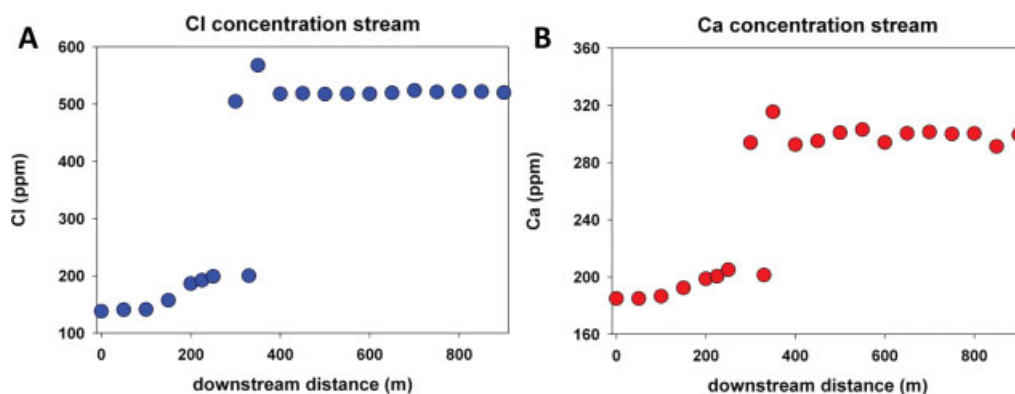 A
Cl concentration stream
600
500
400
300
200
100
Cl (ppm)
0 200 400 600 800
downstream distance (m)
B
Ca concentration stream
360
320
280
240
200
160
Ca (ppm)
0 200 400 600 800
downstream distance (m)